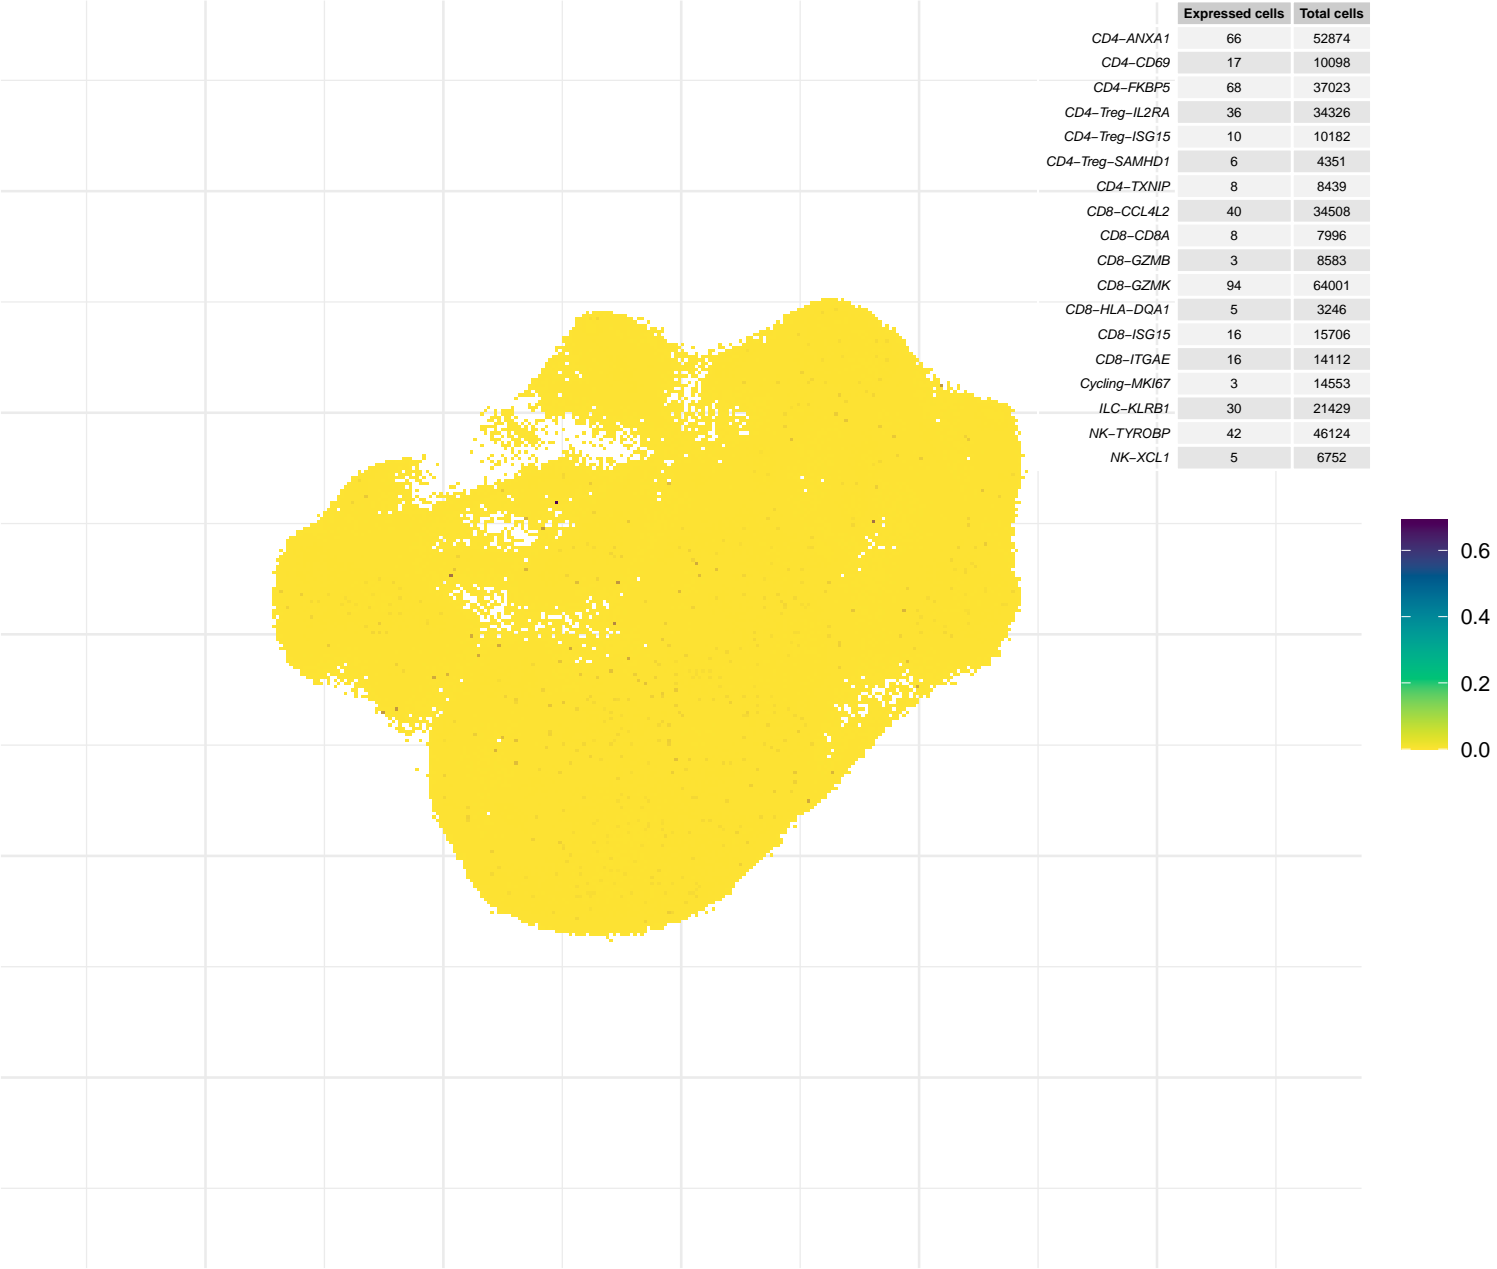 Expressed cells Total cells
CD4−ANXA1 66 52874
CD4−CD69 17 10098
CD4−FKBP5 68 37023
CD4−Treg−IL2RA 36 34326
CD4−Treg−ISG15 10 10182
CD4−Treg−SAMHD1 6 4351
CD4−TXNIP 8 8439
CD8−CCL4L2 40 34508
CD8−CD8A 8 7996
CD8−GZMB 3 8583
CD8−GZMK 94 64001
CD8−HLA−DQA1 5 3246
CD8−ISG15 16 15706
CD8−ITGAE 16 14112
Cycling−MKI67 3 14553
ILC−KLRB1 30 21429
NK−TYROBP 42 46124
NK−XCL1 5 6752
0.6
0.4
0.2
0.0